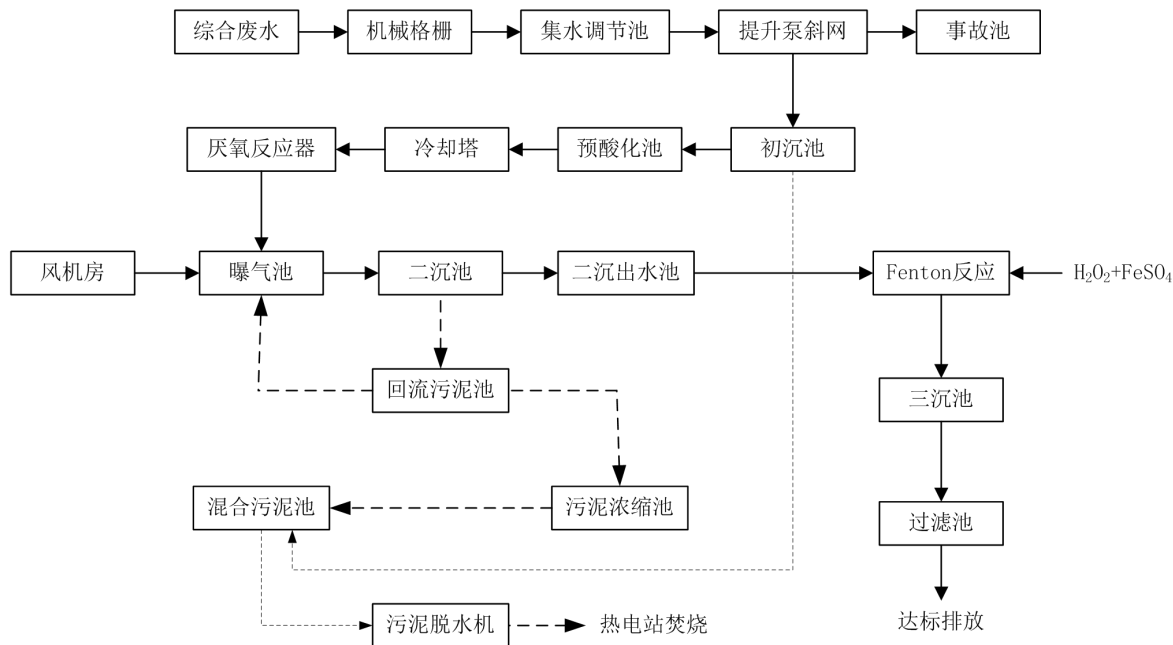 综合废水
机械格栅
集水调节池
提升泵斜网
事故池
厌氧反应器
冷却塔
预酸化池
初沉池
风机房
曝气池
二沉池
二沉出水池
Fenton反应
H₂O₂+FeSO₄
回流污泥池
三沉池
混合污泥池
污泥浓缩池
过滤池
污泥脱水机
热电站焚烧
达标排放